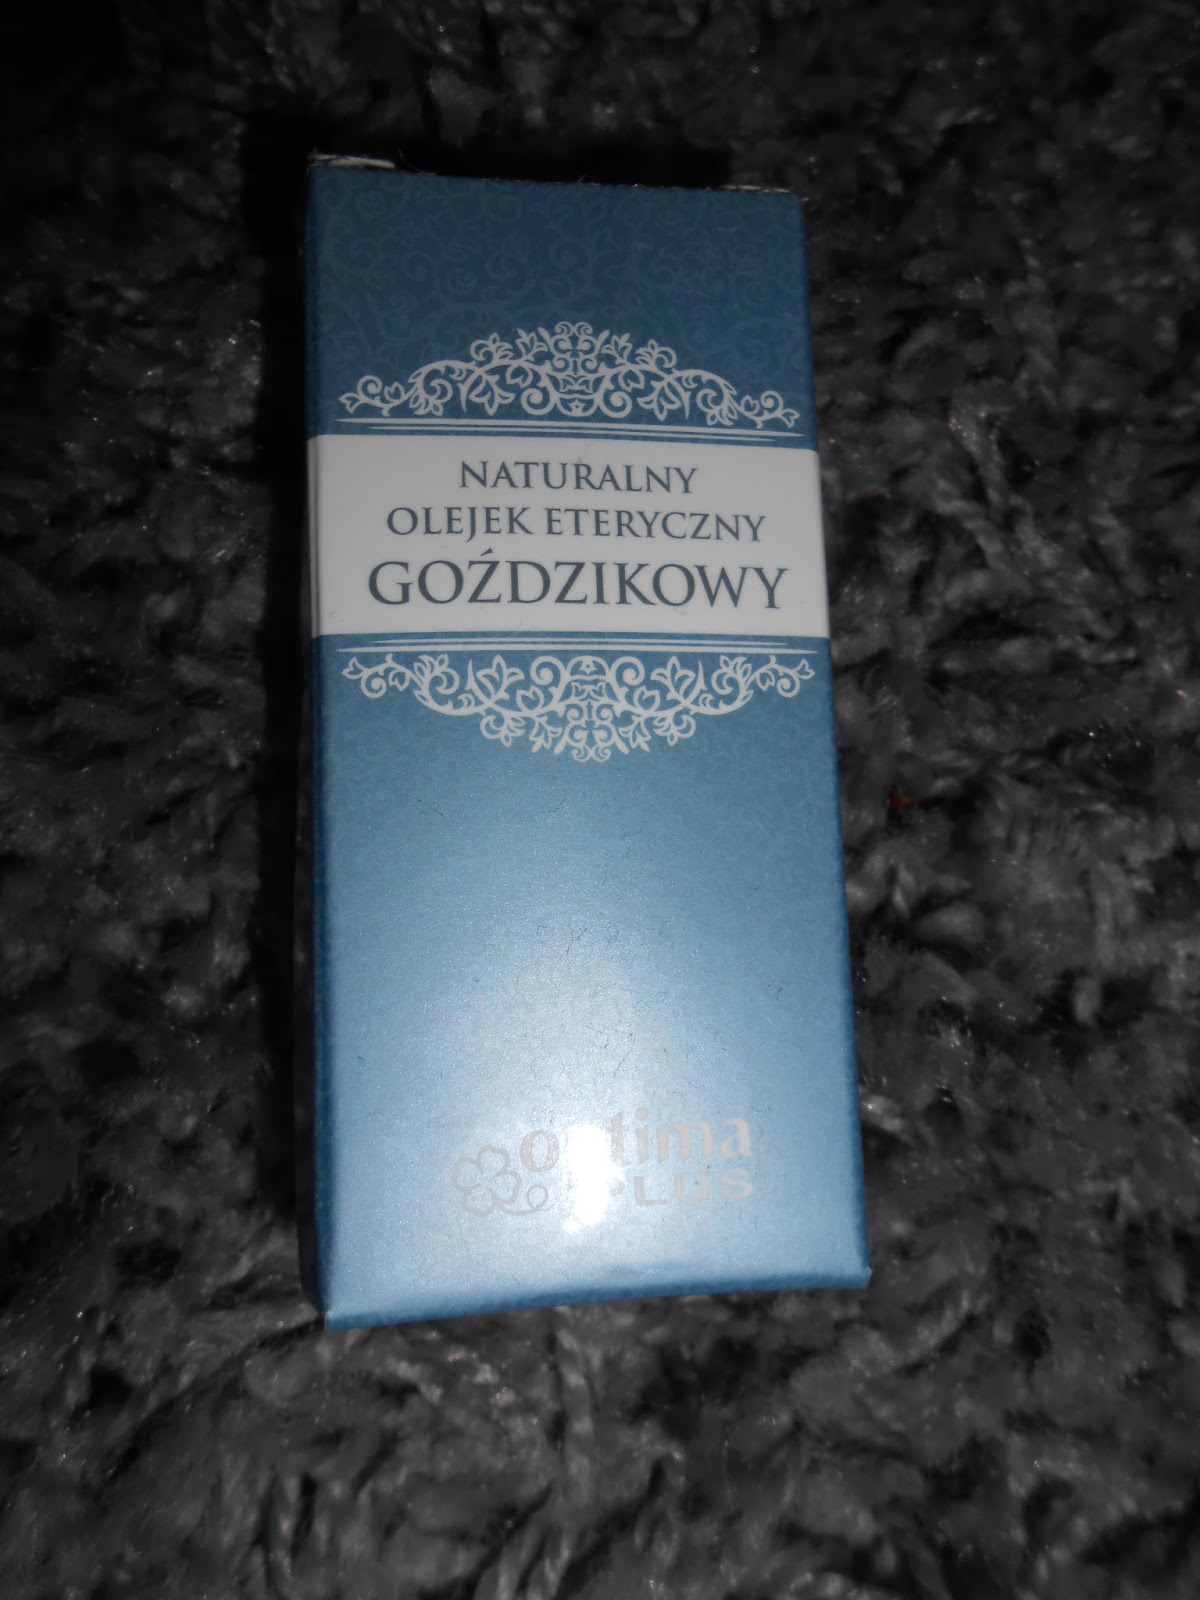 NATURALNY
OLEJEK ETERYCZNY
GOŹDZIKOWY
optima
PLUS